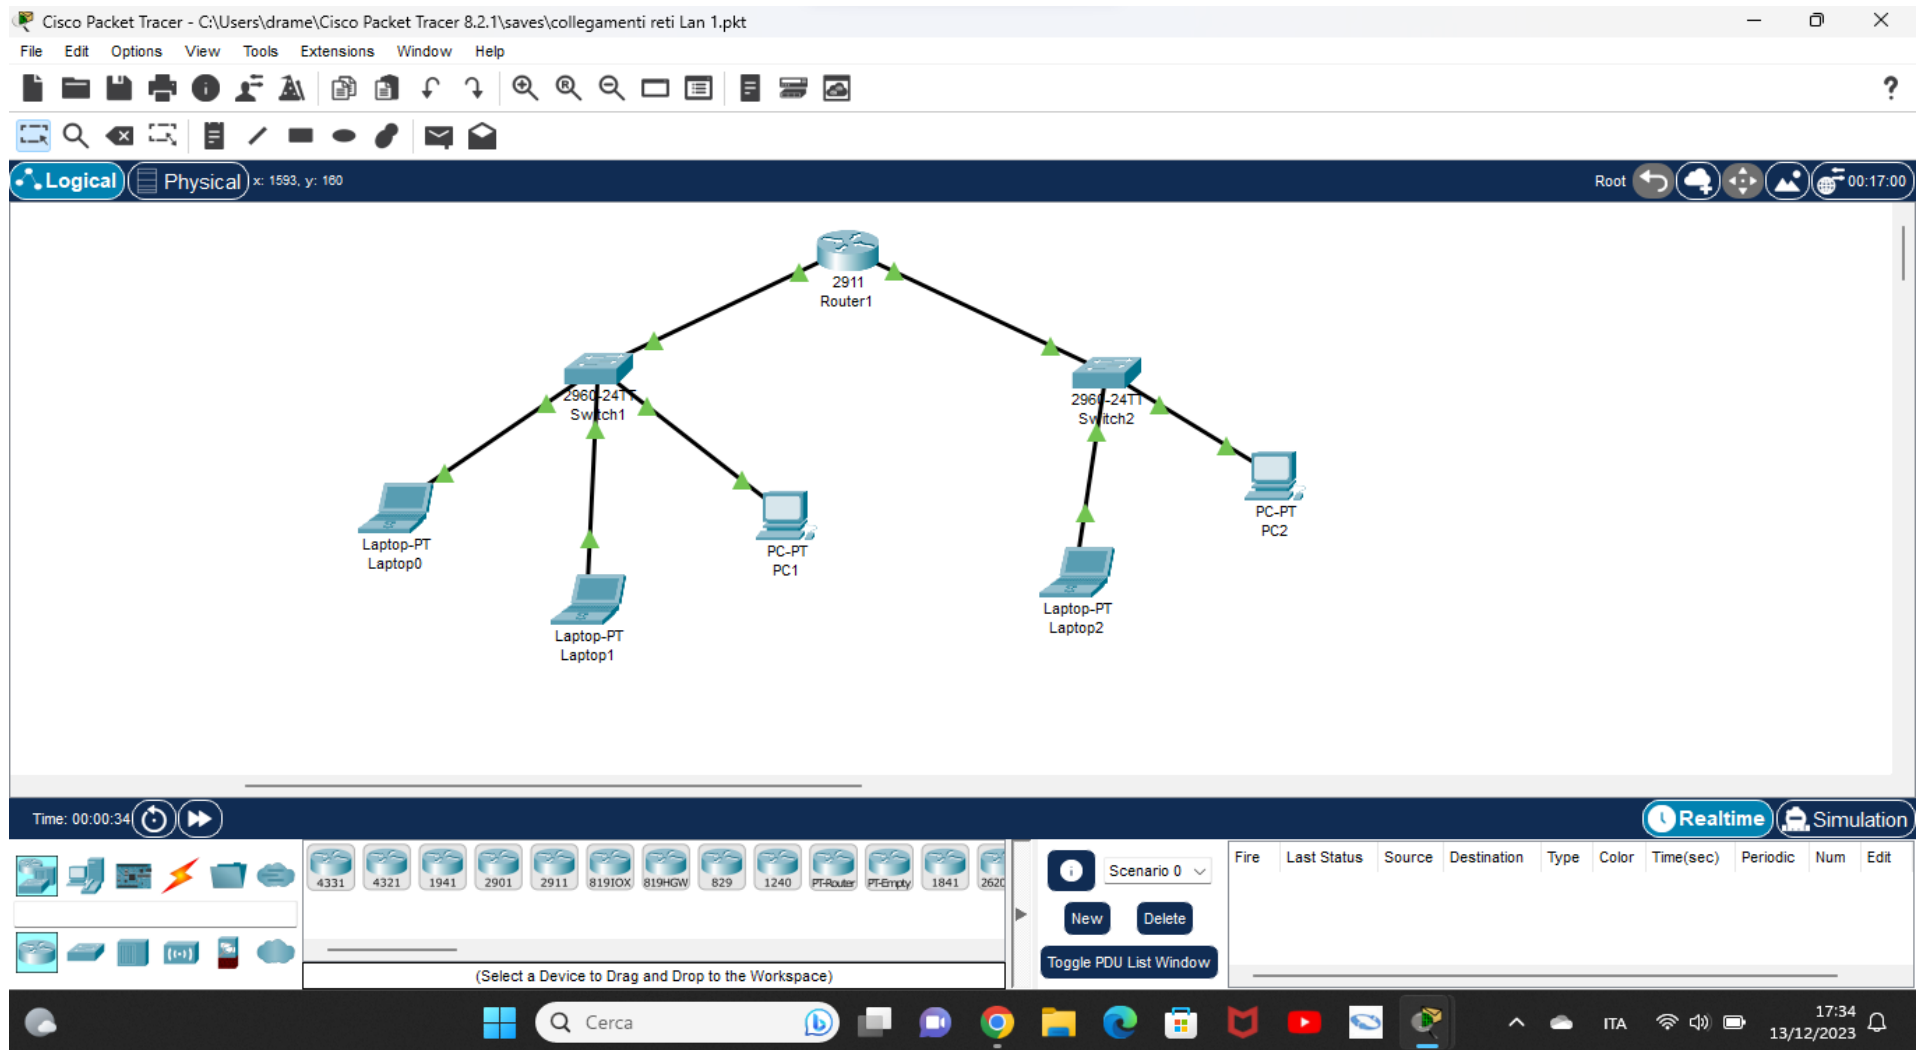 Cisco Packet Tracer - C:\Users\drame\Cisco Packet Tracer 8.2.1\saves\collegamenti reti Lan 1.pkt
File Edit Options View Tools Extensions Window Help
Logical Physical x: 1593, y: 160 Root 00:17:00
2911
Router1
2960-24TT
Switch1
2960-24TT
Switch2
Laptop-PT
Laptop0
PC-PT
PC1
PC-PT
PC2
Laptop-PT
Laptop1
Laptop-PT
Laptop2
Time: 00:00:34 Realtime Simulation
4331 4321 1941 2901 2911 819IOX 819HGW 829 1240 PT-Router PT-Empty 1841 262
(Select a Device to Drag and Drop to the Workspace)
Scenario 0
New Delete
Toggle PDU List Window
Fire Last Status Source Destination Type Color Time(sec) Periodic Num Edit
Cerca
ITA
17:34
13/12/2023